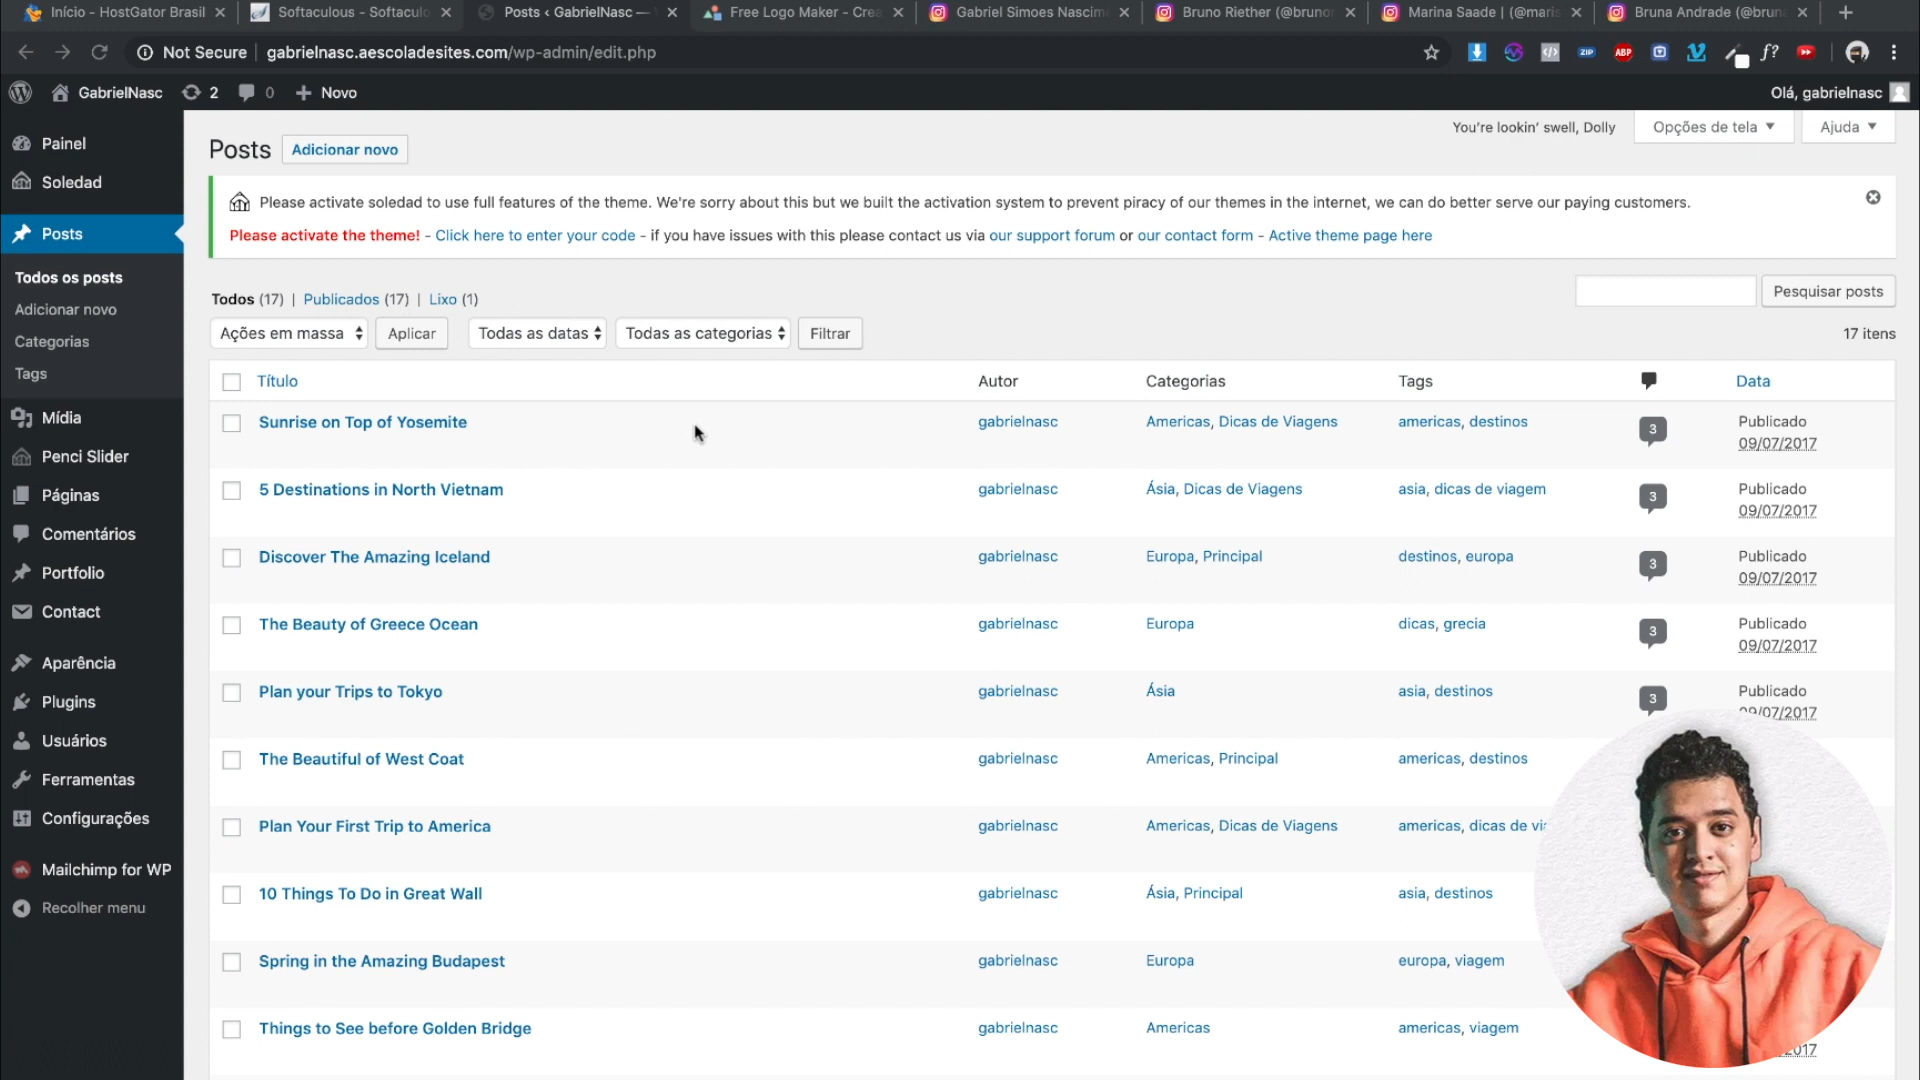 Início - HostGator Brasil
Softaculous - Softaculo
Posts ‹ GabrielNasc —
Free Logo Maker - Crea
Gabriel Simoes Nascim
Bruno Riether (@bruno
Marina Saade | (@maris
Bruna Andrade (@brun
Not Secure | gabrielnasc.aescoladesites.com/wp-admin/edit.php
ZIP
ABP
f?
GabrielNasc 2 0 + Novo
Olá, gabrielnasc
Painel
Soledad
Posts
Todos os posts
Adicionar novo
Categorias
Tags
Mídia
Penci Slider
Páginas
Comentários
Portfolio
Contact
Aparência
Plugins
Usuários
Ferramentas
Configurações
Mailchimp for WP
Recolher menu
You're lookin' swell, Dolly
Opções de tela
Ajuda
Posts Adicionar novo
Please activate soledad to use full features of the theme. We're sorry about this but we built the activation system to prevent piracy of our themes in the internet, we can do better serve our paying customers.
Please activate the theme! - Click here to enter your code - if you have issues with this please contact us via our support forum or our contact form - Active theme page here
Todos (17) | Publicados (17) | Lixo (1)
Pesquisar posts
Ações em massa Aplicar Todas as datas Todas as categorias Filtrar
17 itens
Título Autor Categorias Tags Data
Sunrise on Top of Yosemite gabrielnasc Americas, Dicas de Viagens americas, destinos 3 Publicado
09/07/2017
5 Destinations in North Vietnam gabrielnasc Ásia, Dicas de Viagens asia, dicas de viagem 3 Publicado
09/07/2017
Discover The Amazing Iceland gabrielnasc Europa, Principal destinos, europa 3 Publicado
09/07/2017
The Beauty of Greece Ocean gabrielnasc Europa dicas, grecia 3 Publicado
09/07/2017
Plan your Trips to Tokyo gabrielnasc Ásia asia, destinos 3 Publicado
09/07/2017
The Beautiful of West Coat gabrielnasc Americas, Principal americas, destinos
Plan Your First Trip to America gabrielnasc Americas, Dicas de Viagens americas, dicas de via
10 Things To Do in Great Wall gabrielnasc Ásia, Principal asia, destinos
Spring in the Amazing Budapest gabrielnasc Europa europa, viagem
Things to See before Golden Bridge gabrielnasc Americas americas, viagem
2017